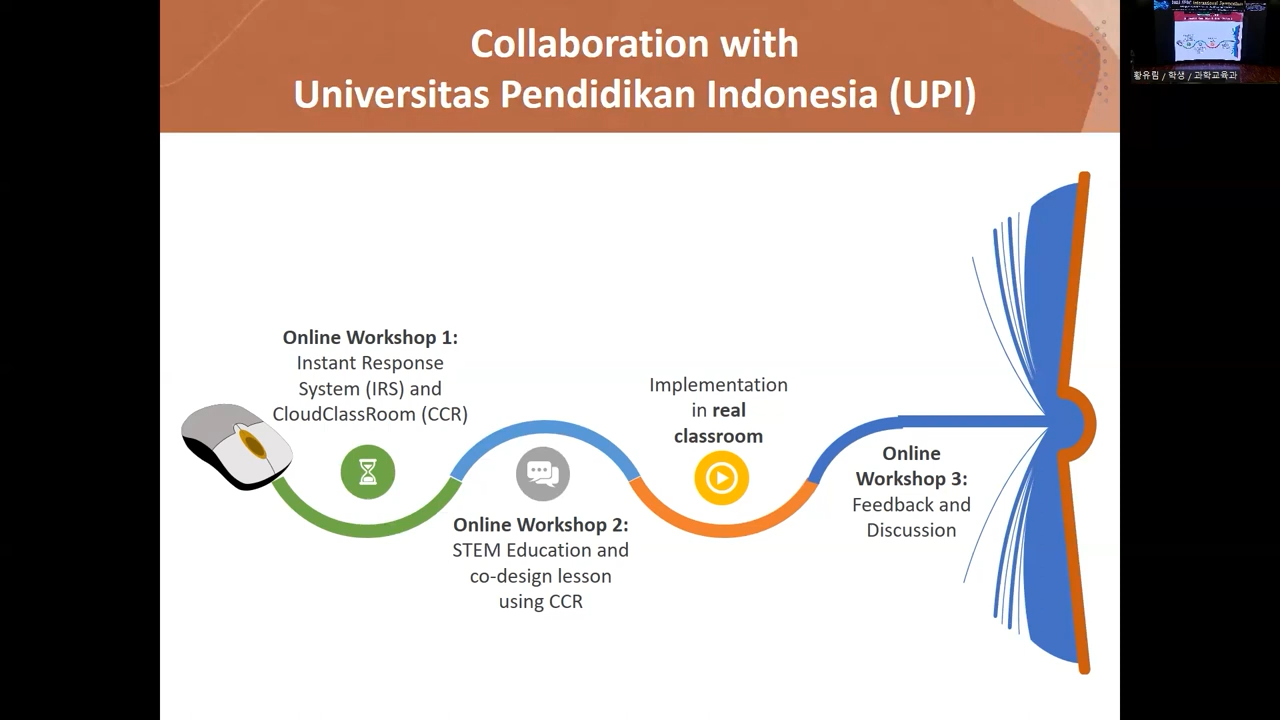 Collaboration with
Universitas Pendidikan Indonesia (UPI)
Online Workshop 1:
Instant Response
System (IRS) and
CloudClassRoom (CCR)
Online Workshop 2:
STEM Education and
co-design lesson
using CCR
Implementation
in real
classroom
Online
Workshop 3:
Feedback and
Discussion
황유림 / 학생 / 과학교육과